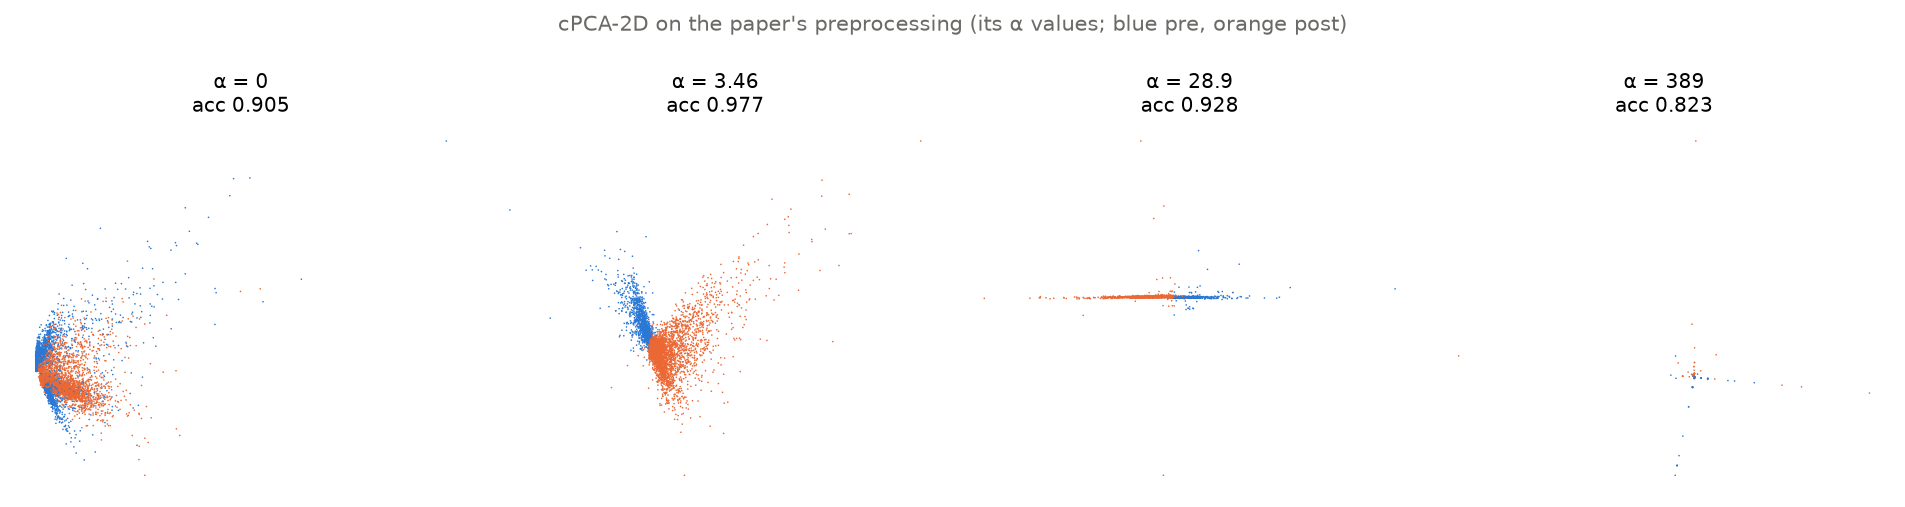 cPCA-2D on the paper's preprocessing (its α values; blue pre, orange post)
α = 0
acc 0.905
α = 3.46
acc 0.977
α = 28.9
acc 0.928
α = 389
acc 0.823